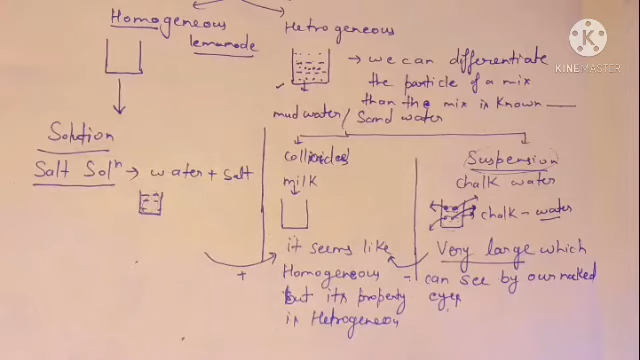 Homogeneous
lemonade
Hetrogeneous
→ we can differentiate
the particle of a mix
than the mix is known
mud water / Sand water
Solution
Salt Solⁿ → water + salt
colloides
milk
Suspension
chalk water
chalk - water
it seems like
Homogeneous
but its property
is Hetrogeneous
Very large which
can see by our naked
eyes
+
K
KINEMASTER